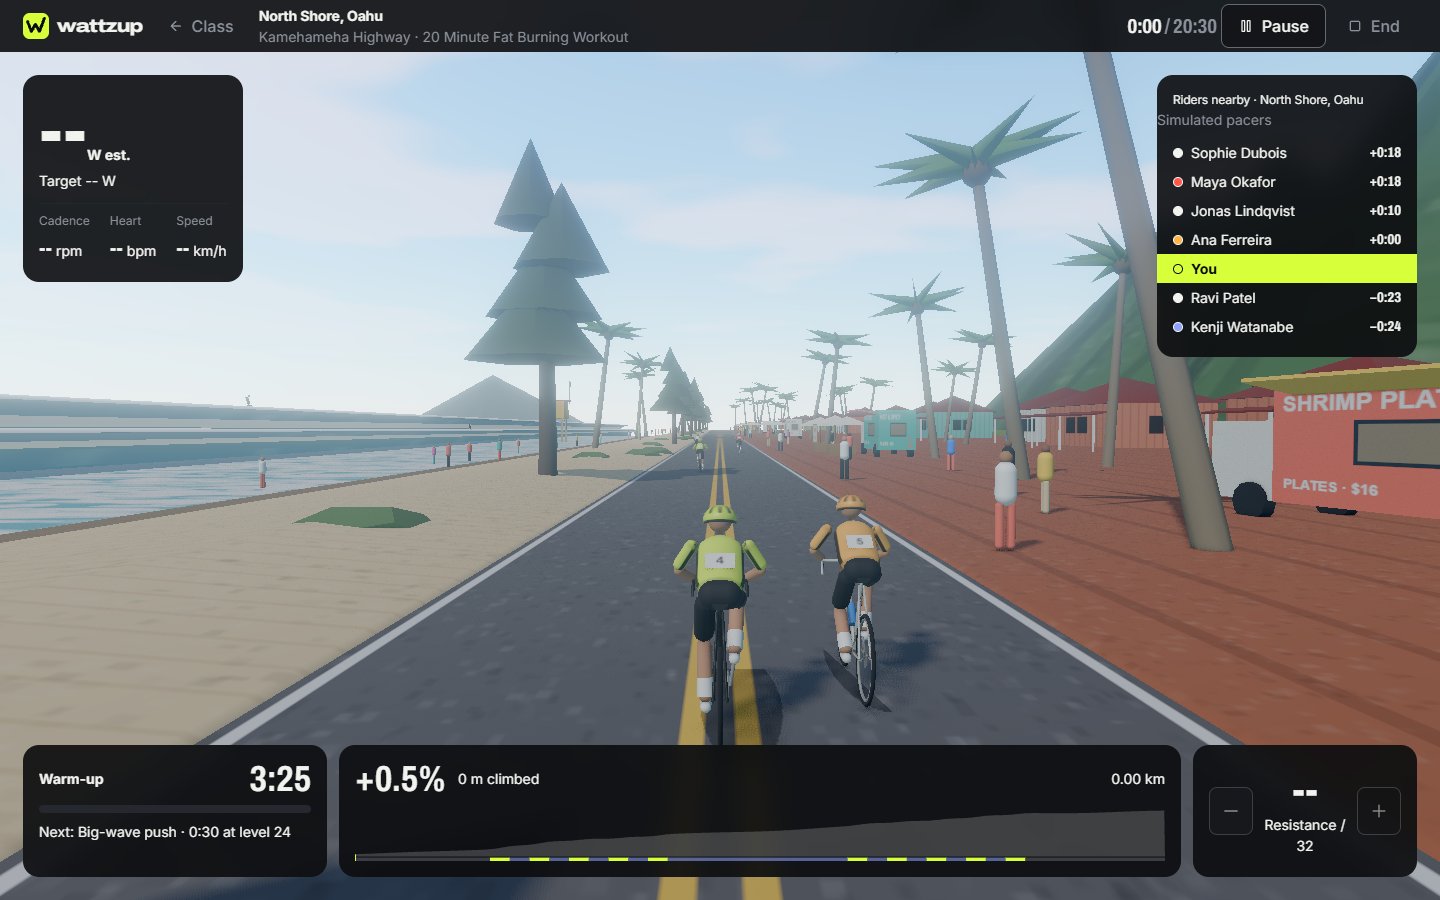 wattzup
← Class
North Shore, Oahu
Kamehameha Highway · 20 Minute Fat Burning Workout
0:00 / 20:30
Pause
End
--
W est.
Target -- W
Cadence Heart Speed
-- rpm -- bpm -- km/h
Riders nearby · North Shore, Oahu
Simulated pacers
Sophie Dubois +0:18
Maya Okafor +0:18
Jonas Lindqvist +0:10
Ana Ferreira +0:00
You
Ravi Patel −0:23
Kenji Watanabe −0:24
SHRIMP PLAT
PLATES · $16
4
5
Warm-up 3:25
Next: Big-wave push · 0:30 at level 24
+0.5% 0 m climbed 0.00 km
−
--
+
Resistance /
32